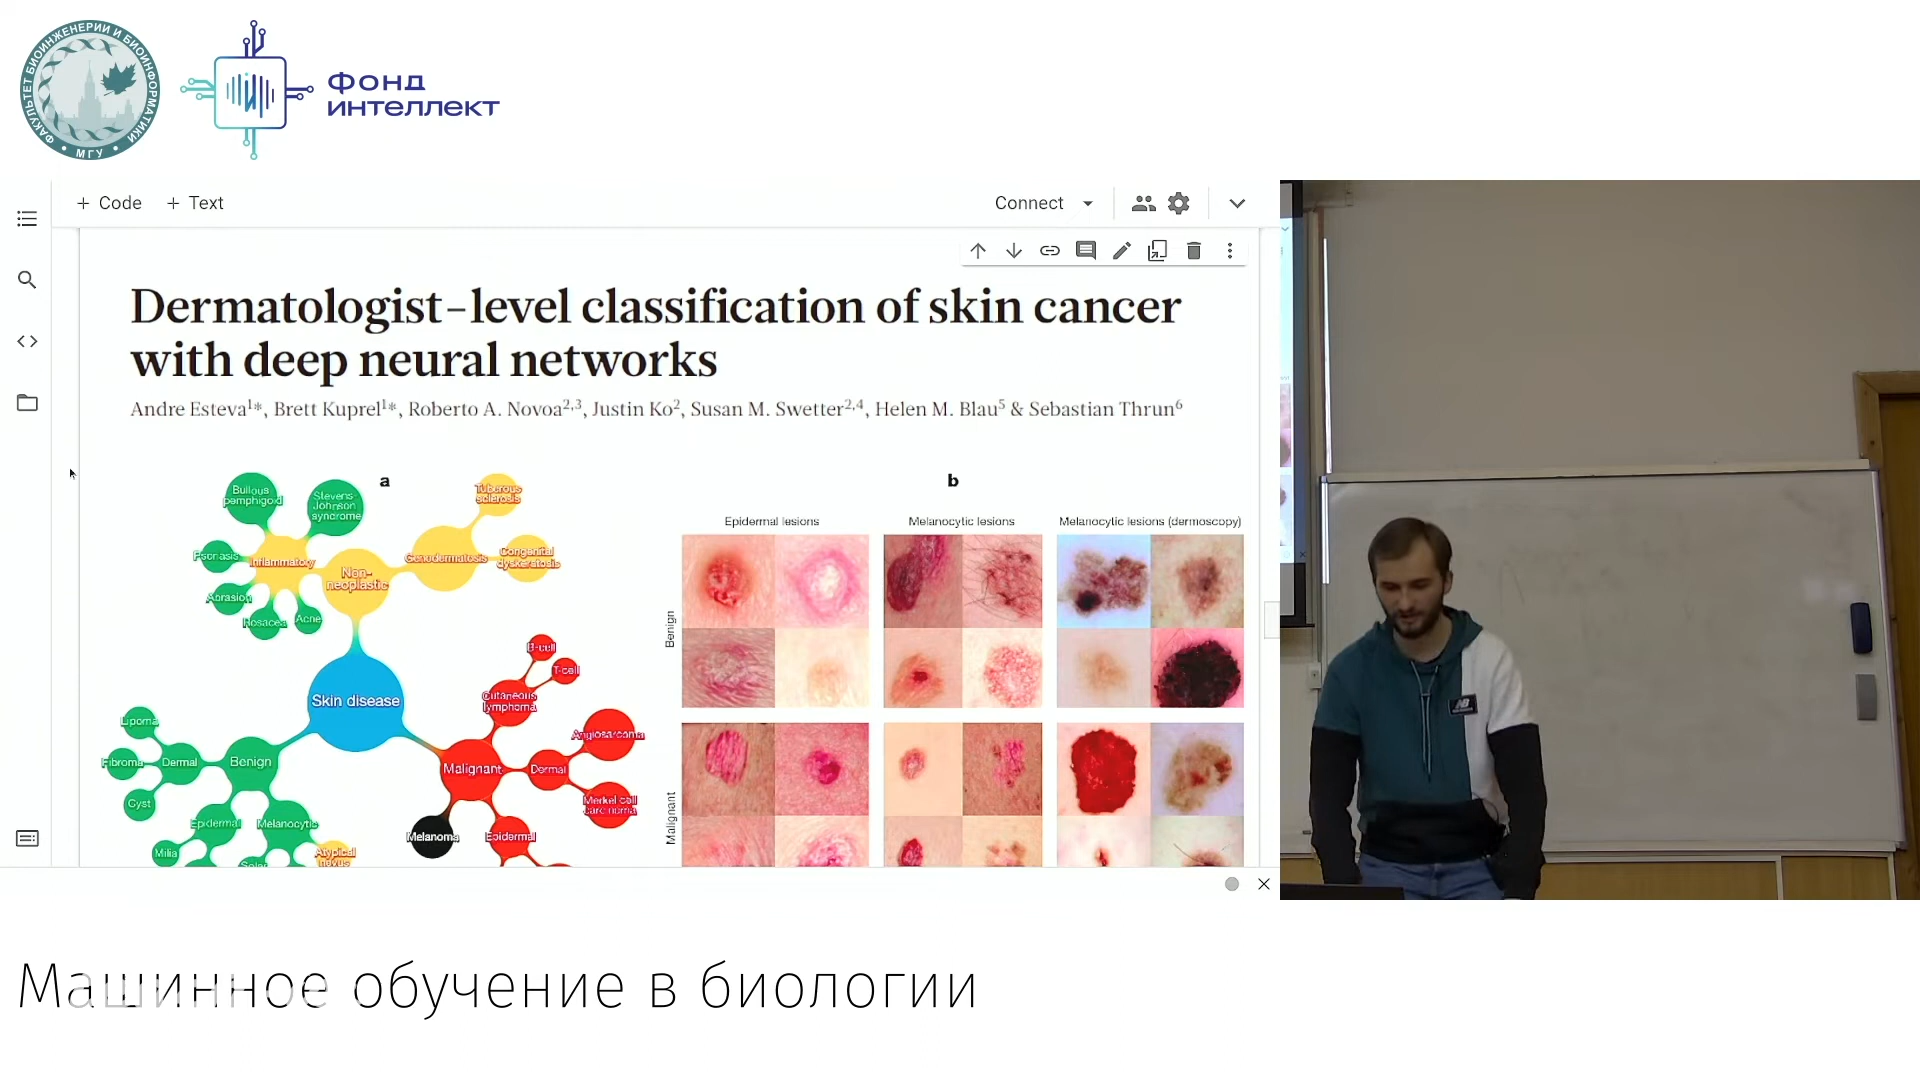 ФАКУЛЬТЕТ БИОИНЖЕНЕРИИ И БИОИНФОРМАТИКИ
• МГУ •
ФОНД
ИНТЕЛЛЕКТ
+ Code + Text
Connect
Dermatologist–level classification of skin cancer
with deep neural networks
Andre Esteva1*, Brett Kuprel1*, Roberto A. Novoa2,3, Justin Ko2, Susan M. Swetter2,4, Helen M. Blau5 & Sebastian Thrun6
a
Bullous
pemphigoid
Stevens-
Johnson
syndrome
Tuberous
sclerosis
Psoriasis
Inflammatory
Non-
neoplastic
Genodermatosis
Congenital
dyskeratosis
Abrasion
Rosacea
Acne
Skin disease
B-cell
T-cell
Cutaneous
lymphoma
Angiosarcoma
Malignant
Dermal
Merkel cell
carcinoma
Melanoma
Epidermal
Lipoma
Fibroma
Dermal
Benign
Cyst
Epidermal
Melanocytic
Milia
Solar
Atypical
nevus
b
Epidermal lesions
Melanocytic lesions
Melanocytic lesions (dermoscopy)
Benign
Malignant
NB
Машинное обучение в биологии